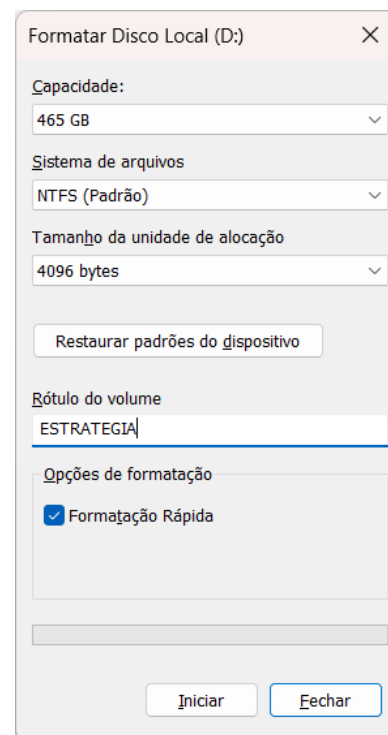 Formatar Disco Local (D:)
Capacidade:
465 GB
Sistema de arquivos
NTFS (Padrão)
Tamanho da unidade de alocação
4096 bytes
Restaurar padrões do dispositivo
Rótulo do volume
ESTRATEGIA
Opções de formatação
Formatação Rápida
Iniciar Fechar